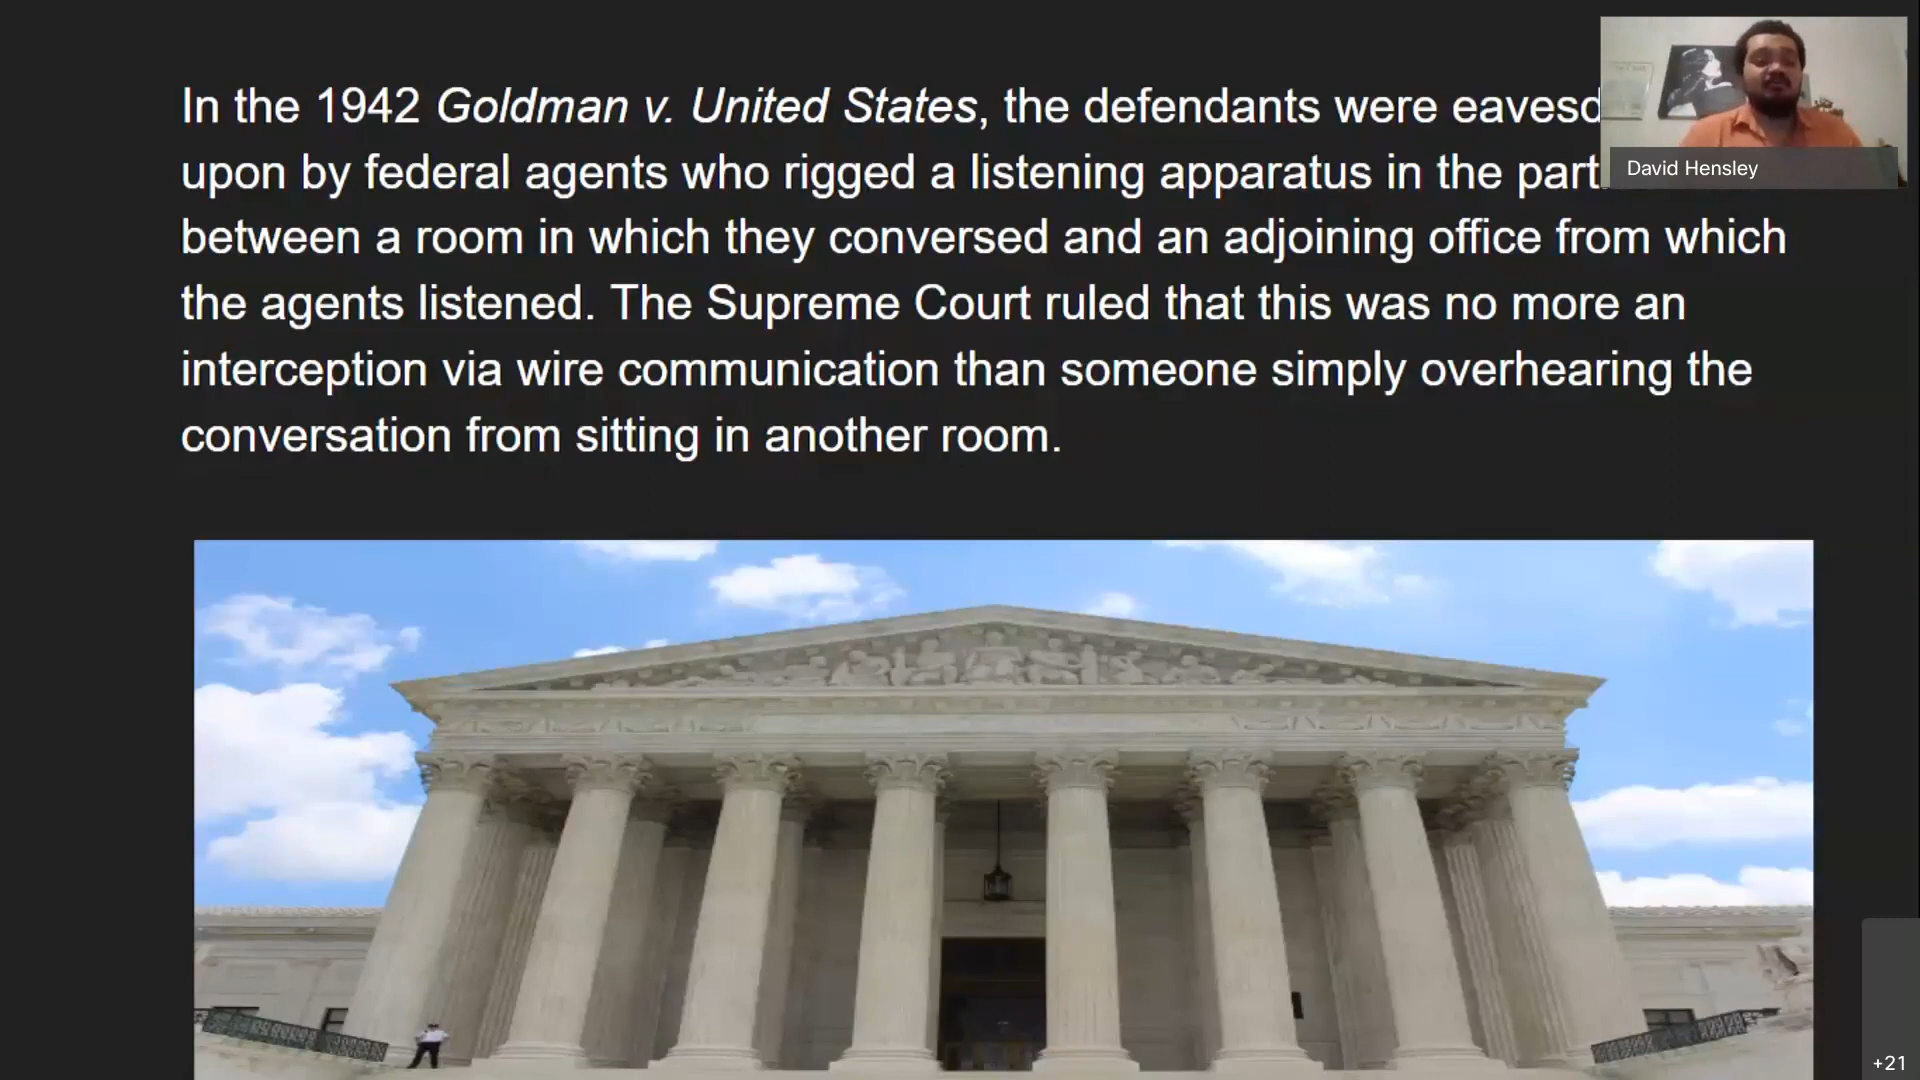 In the 1942 Goldman v. United States, the defendants were
upon by federal agents who rigged a listening apparatus in the
between a room in which they conversed and an adjoining office from which
the agents listened. The Supreme Court ruled that this was no more an
interception via wire communication than someone simply overhearing the
conversation from sitting in another room.
David Hensley
+21